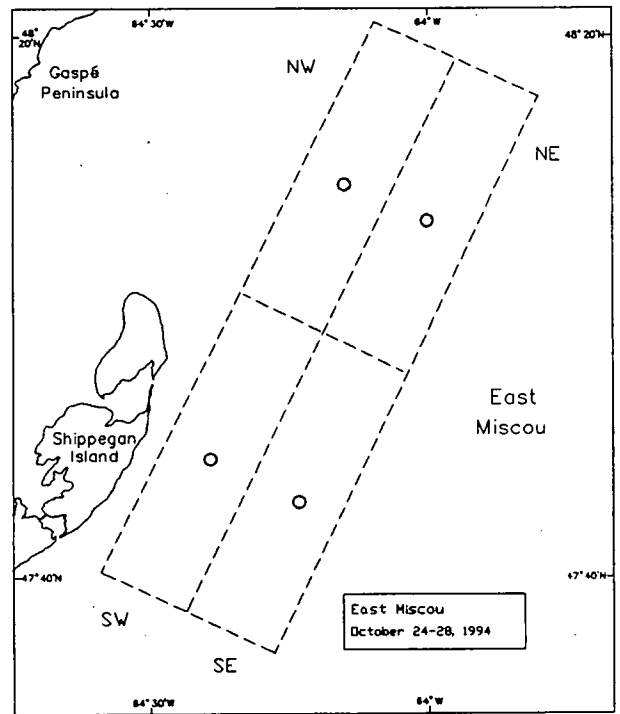 64°30'W
64°W
48°
20'N
48°20'N
Gaspé
Peninsula
NW
NE
East
Miscou
Shippegan
Island
47°40'N
47°40'N
SW
SE
East Miscou
October 24-28, 1994
64°30'W
64°W